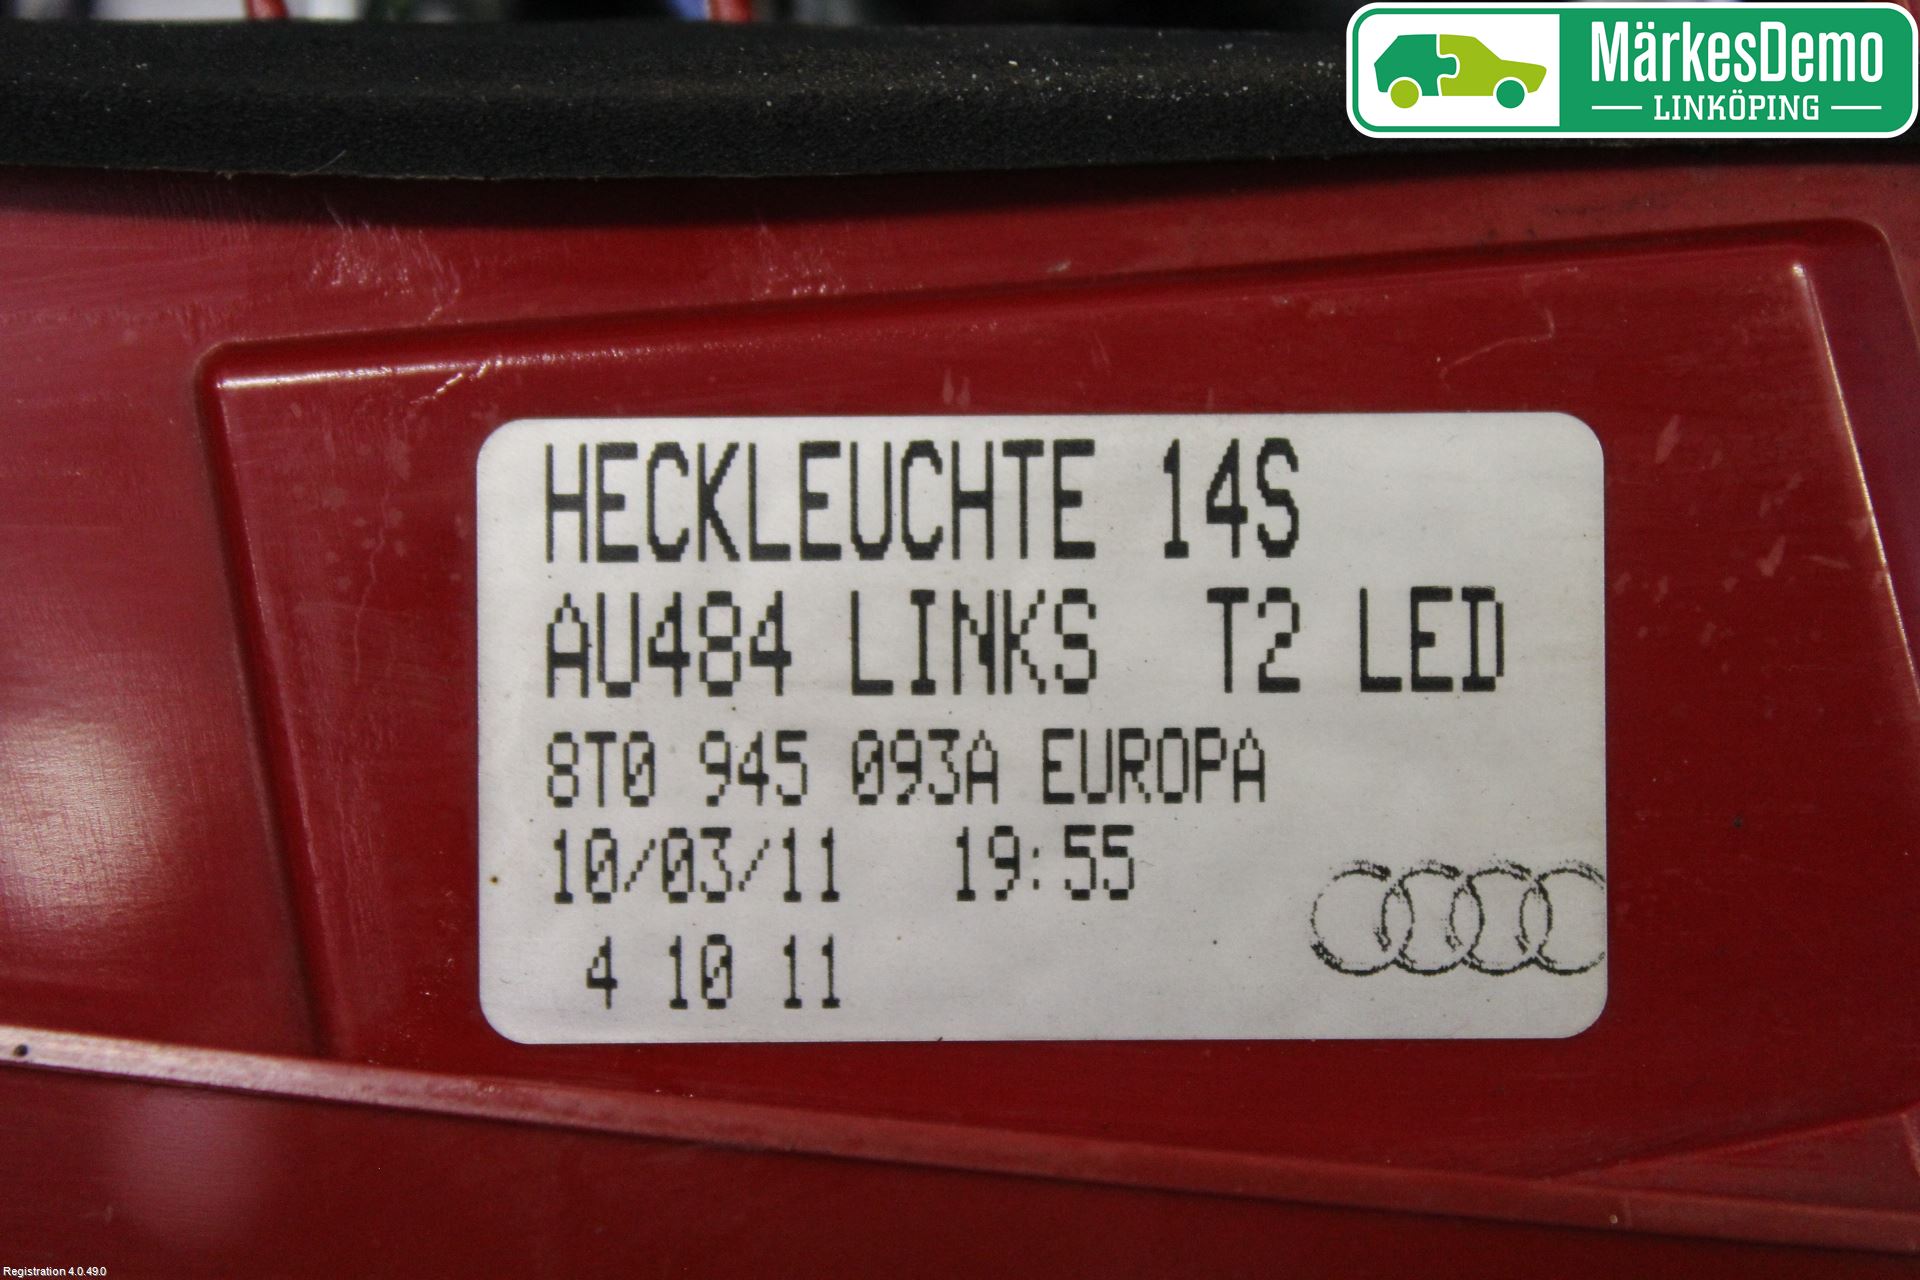 MärkesDemo
LINKÖPING
HECKLEUCHTE 14S
AU484 LINKS T2 LED
8T0 945 093A EUROPA
10/03/11 19:55
4 10 11
Registration 4.0.49.0